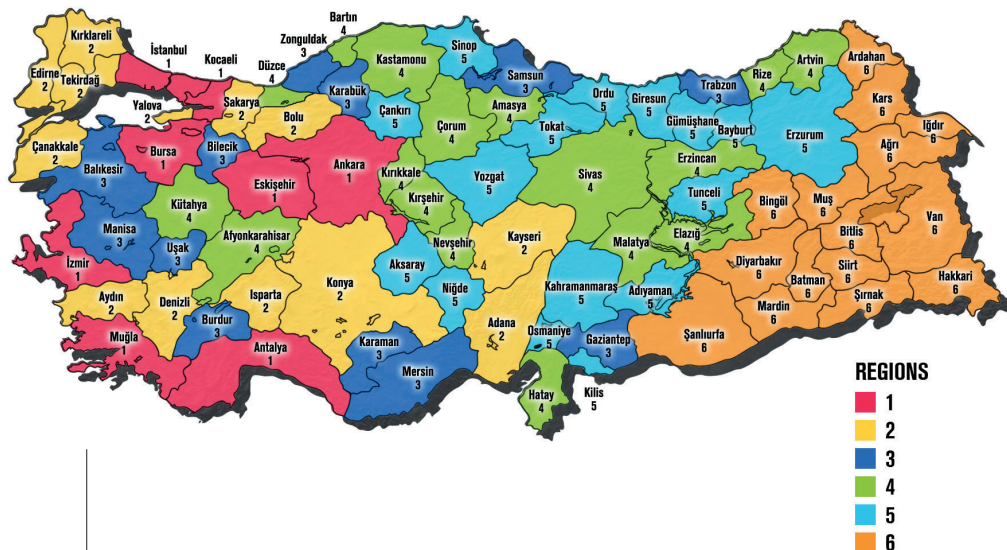 Kırklareli
2
Edirne
2
Tekirdağ
2
İstanbul
1
Kocaeli
1
Yalova
2
Sakarya
2
Düzce
4
Zonguldak
3
Bartın
4
Karabük
3
Kastamonu
4
Sinop
5
Samsun
3
Ordu
5
Giresun
5
Trabzon
3
Rize
4
Artvin
4
Ardahan
6
Kars
6
Iğdır
6
Ağrı
6
Erzurum
5
Bayburt
5
Gümüşhane
5
Tokat
5
Amasya
4
Çorum
4
Çankırı
5
Bolu
2
Bilecik
3
Bursa
1
Çanakkale
2
Balıkesir
3
Kütahya
4
Eskişehir
1
Ankara
1
Kırıkkale
4
Kırşehir
4
Yozgat
5
Sivas
4
Erzincan
4
Tunceli
5
Bingöl
6
Muş
6
Bitlis
6
Van
6
Hakkari
6
Şırnak
6
Siirt
6
Batman
6
Mardin
6
Diyarbakır
6
Elazığ
4
Malatya
4
Kahramanmaraş
5
Adıyaman
5
Şanlıurfa
6
Gaziantep
3
Kilis
5
Osmaniye
5
Hatay
4
Adana
2
Kayseri
2
Nevşehir
4
Niğde
5
Aksaray
5
Konya
2
Karaman
3
Mersin
3
Antalya
1
Isparta
2
Burdur
3
Afyonkarahisar
4
Uşak
3
Manisa
3
İzmir
1
Aydın
2
Denizli
2
Muğla
1
REGIONS
1
2
3
4
5
6